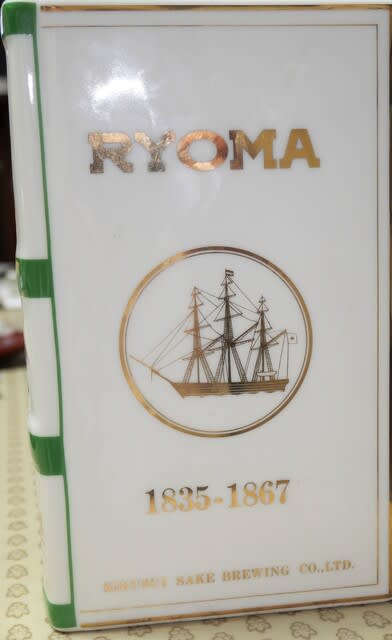 RYOMA
1835-1867
SAKE BREWING CO.,LTD.